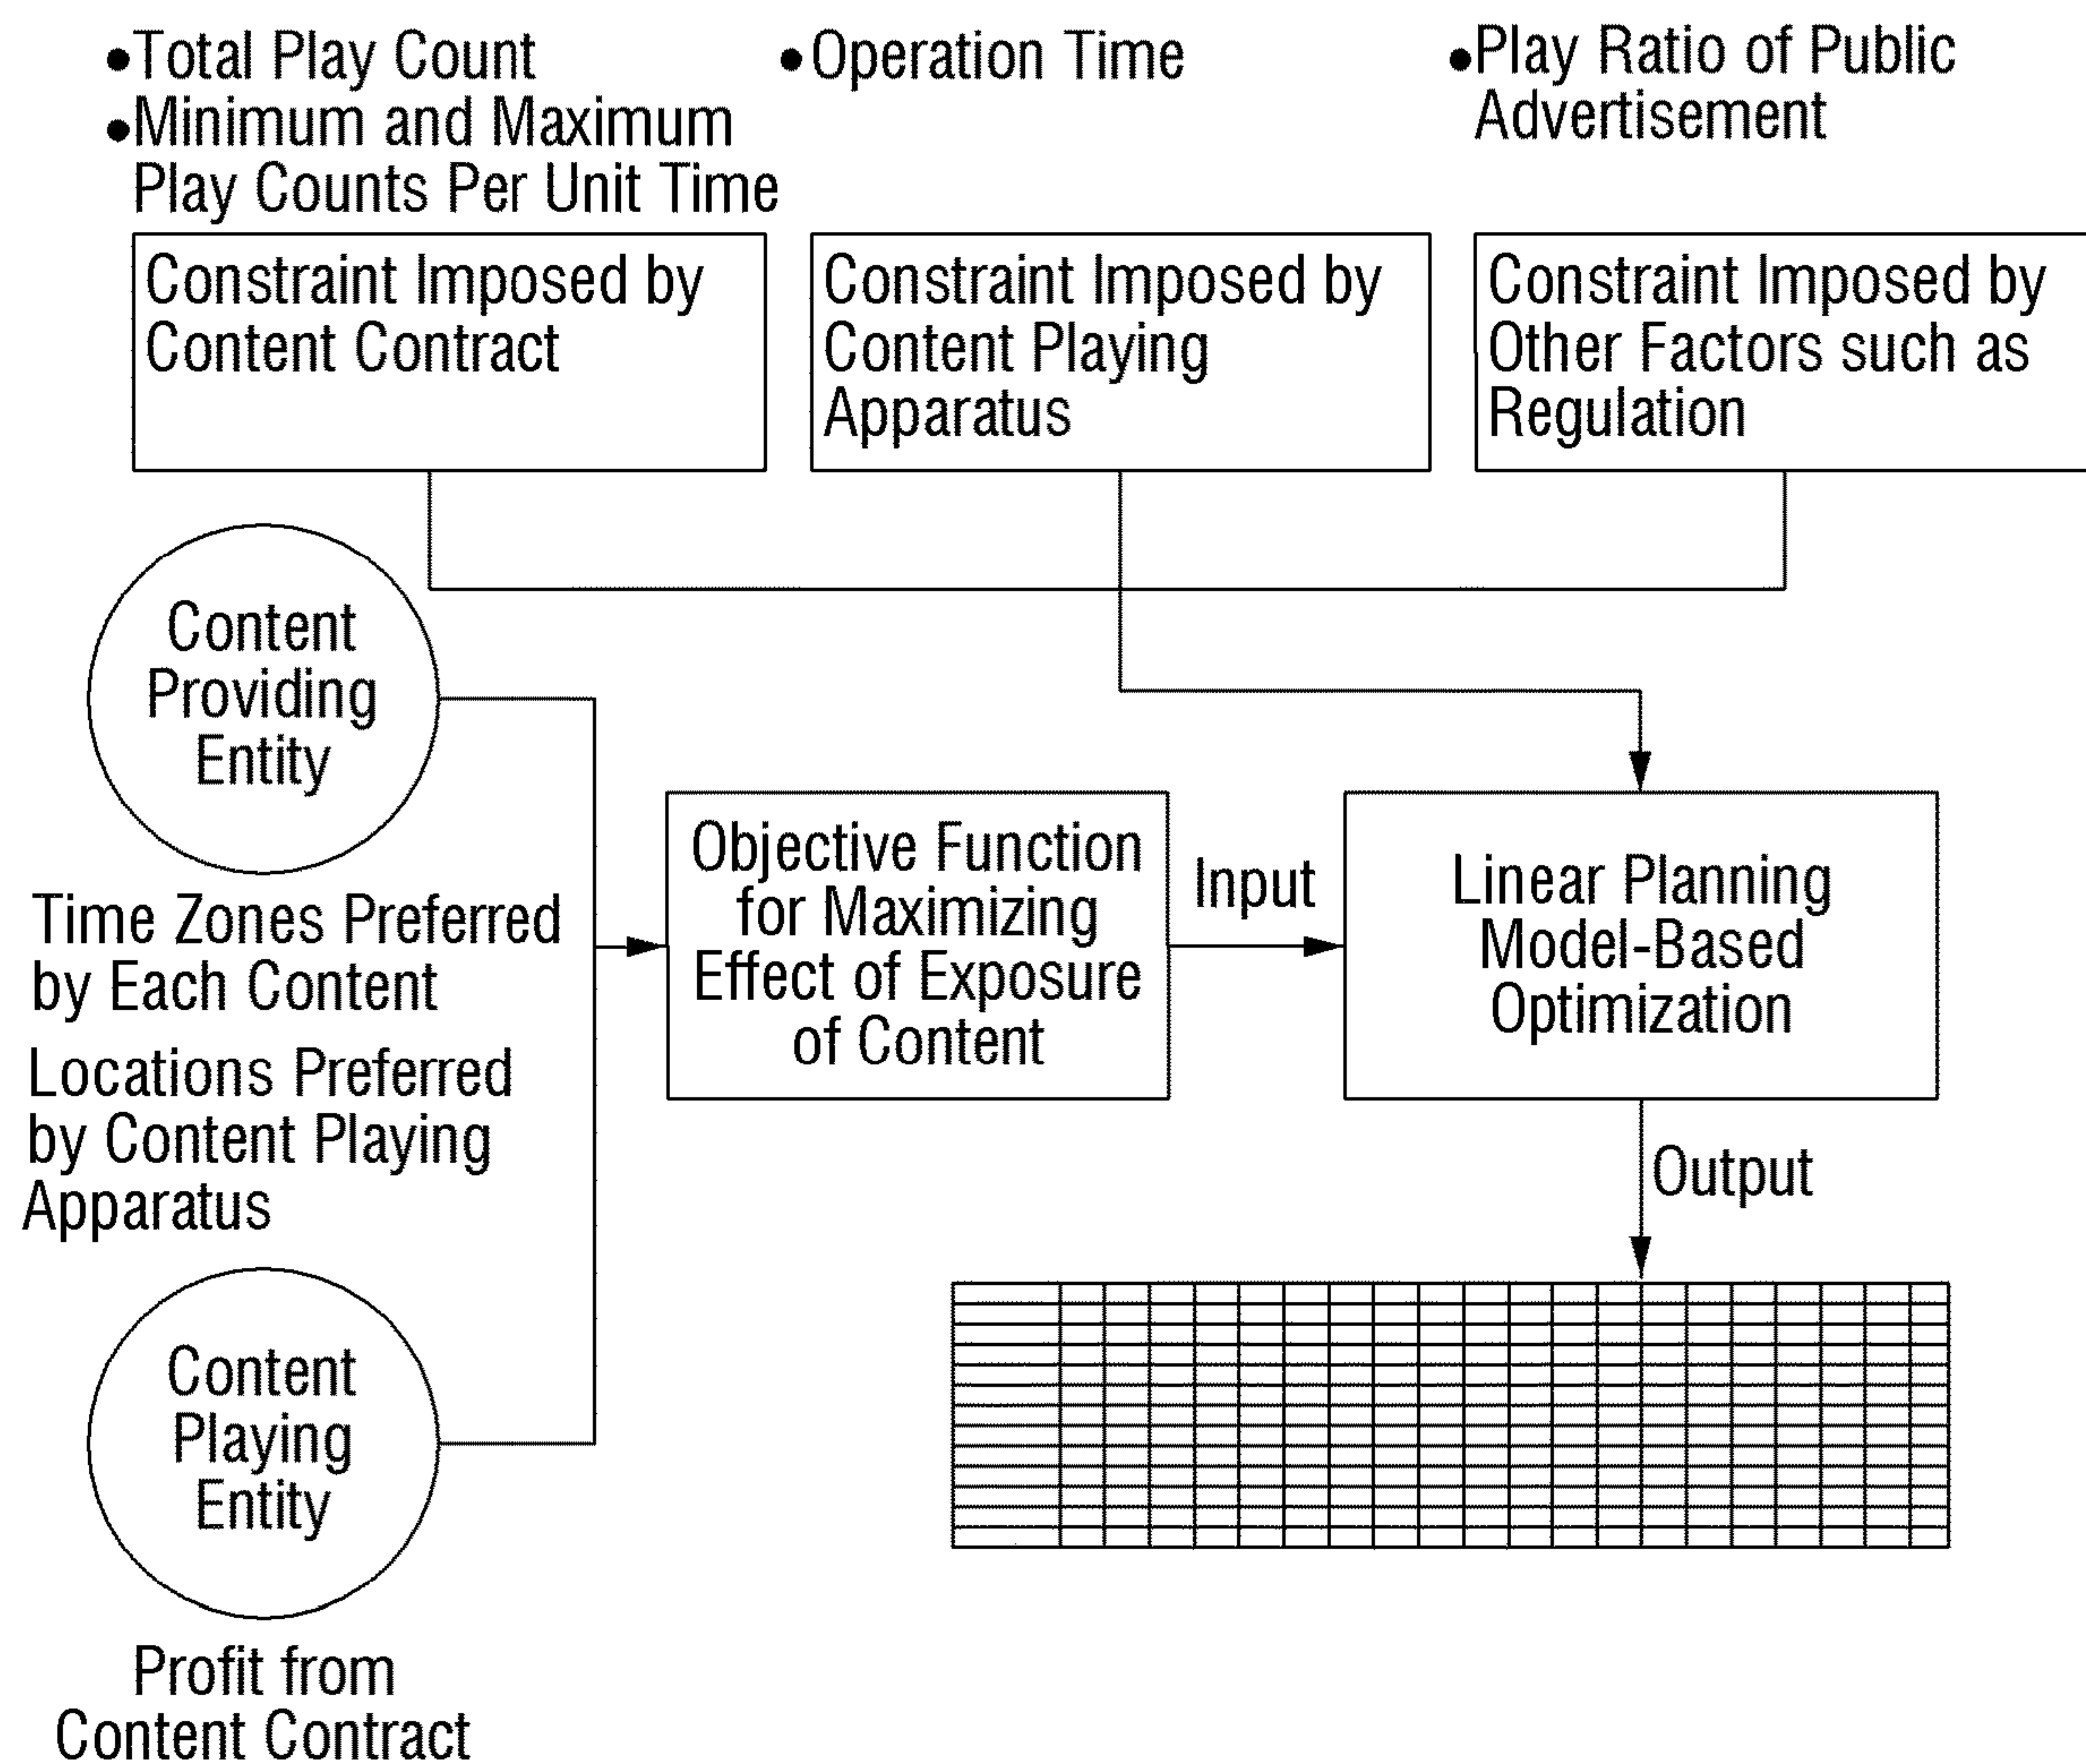 •Total Play Count
•Minimum and Maximum
Play Counts Per Unit Time
•Operation Time
•Play Ratio of Public
Advertisement
Constraint Imposed by
Content Contract
Constraint Imposed by
Content Playing
Apparatus
Constraint Imposed by
Other Factors such as
Regulation
Content
Providing
Entity
Time Zones Preferred
by Each Content
Locations Preferred
by Content Playing
Apparatus
Content
Playing
Entity
Profit from
Content Contract
Objective Function
for Maximizing
Effect of Exposure
of Content
Input
Linear Planning
Model-Based
Optimization
Output